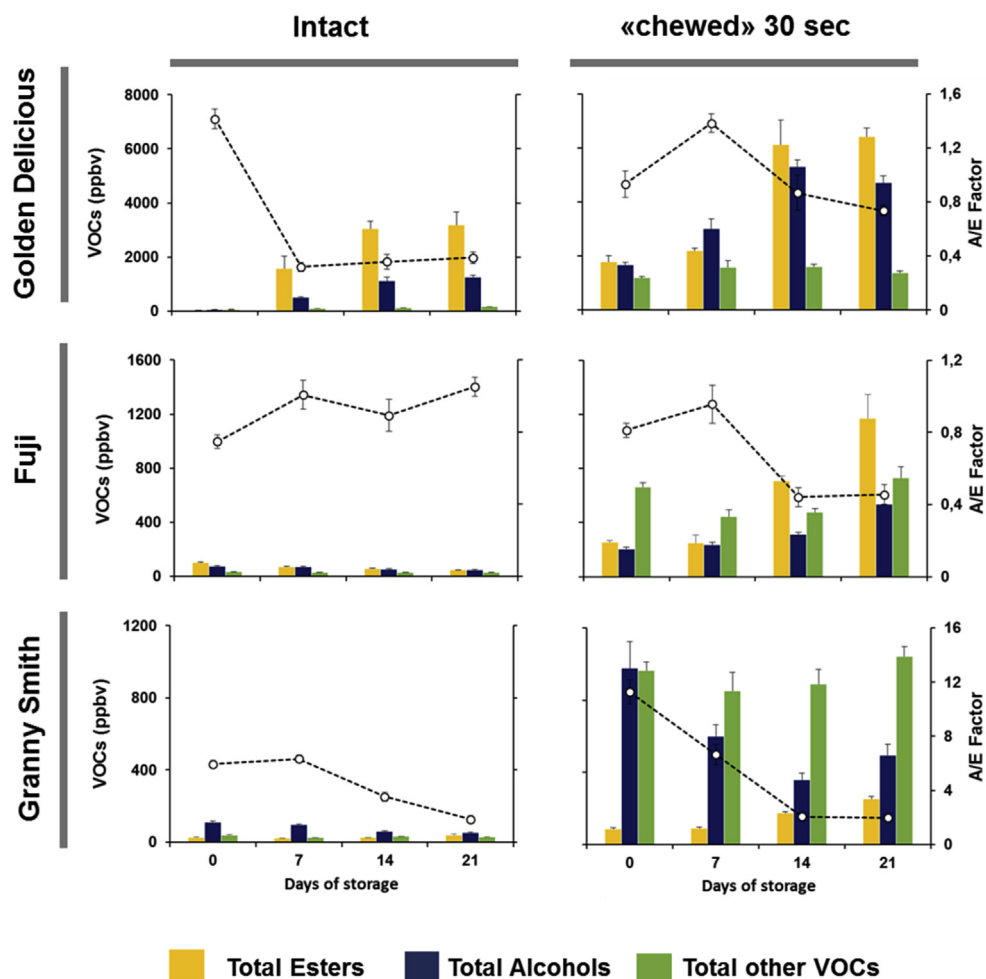 Intact
«chewed» 30 sec
Golden Delicious
VOCs (ppbv)
8000
6000
4000
2000
0
1,6
1,2
0,8
0,4
0
A/E Factor
Fuji
VOCs (ppbv)
1600
1200
800
400
0
1,2
0,8
0,4
0
A/E Factor
Granny Smith
VOCs (ppbv)
1200
800
400
0
16
12
8
4
0
A/E Factor
0 7 14 21
Days of storage
0 7 14 21
Days of storage
Total Esters Total Alcohols Total other VOCs